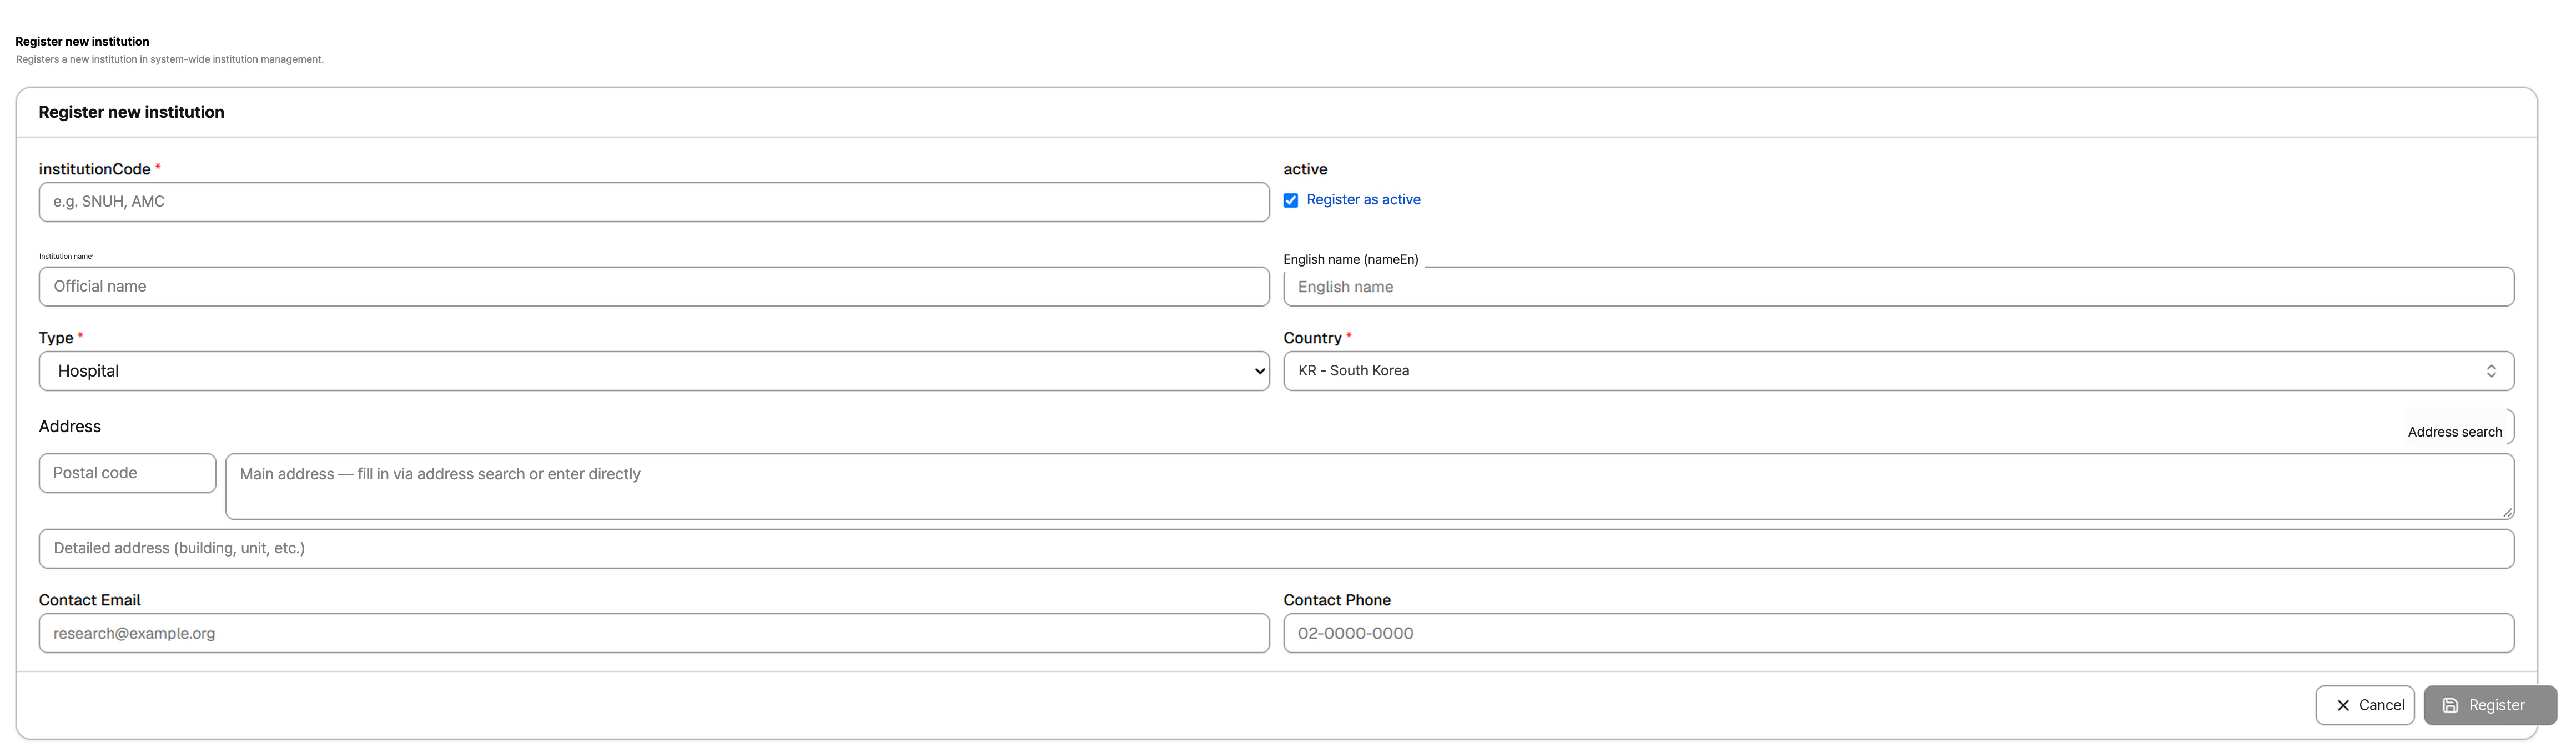 Register new institution
Registers a new institution in system-wide institution management.
Register new institution
institutionCode *
active
e.g. SNUH, AMC
Register as active
Institution name
English name (nameEn)
Official name
English name
Type *
Country *
Hospital
KR - South Korea
Address
Address search
Postal code
Main address — fill in via address search or enter directly
Detailed address (building, unit, etc.)
Contact Email
Contact Phone
research@example.org
02-0000-0000
Cancel
Register